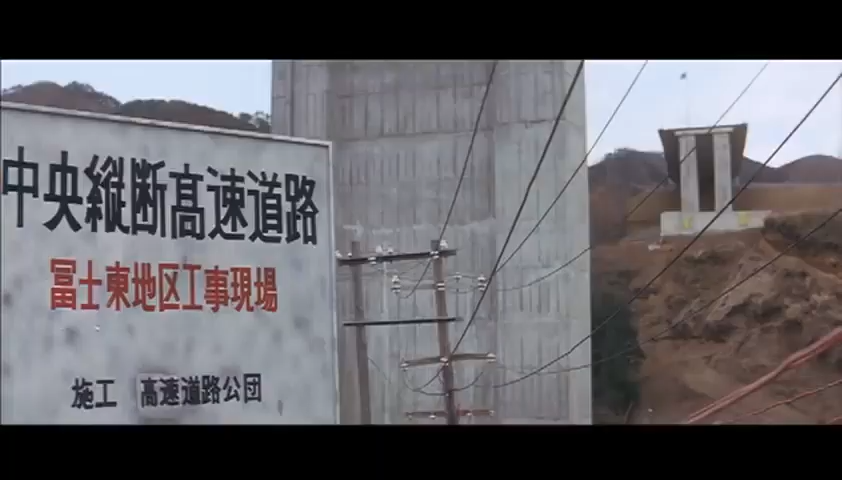 中央縦断高速道路
冨士東地区工事現場
施工 高速道路公団